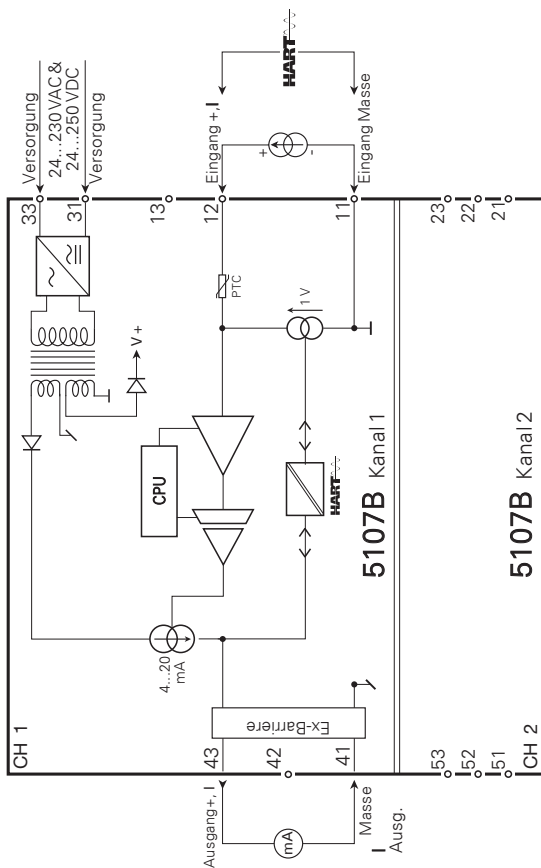 CH 1
33
Versorgung
24...230 VAC &
24...250 VDC
31
Versorgung
V +
13
12
Eingang +, I
PTC
CPU
4...20
mA
1 V
+
-
HART
HART
11
Eingang Masse
43
Ausgang +, I
42
Ex-Barriere
mA
41
Masse
I Ausg.
5107B Kanal 1
5107B Kanal 2
CH 2
53
52
51
23
22
21